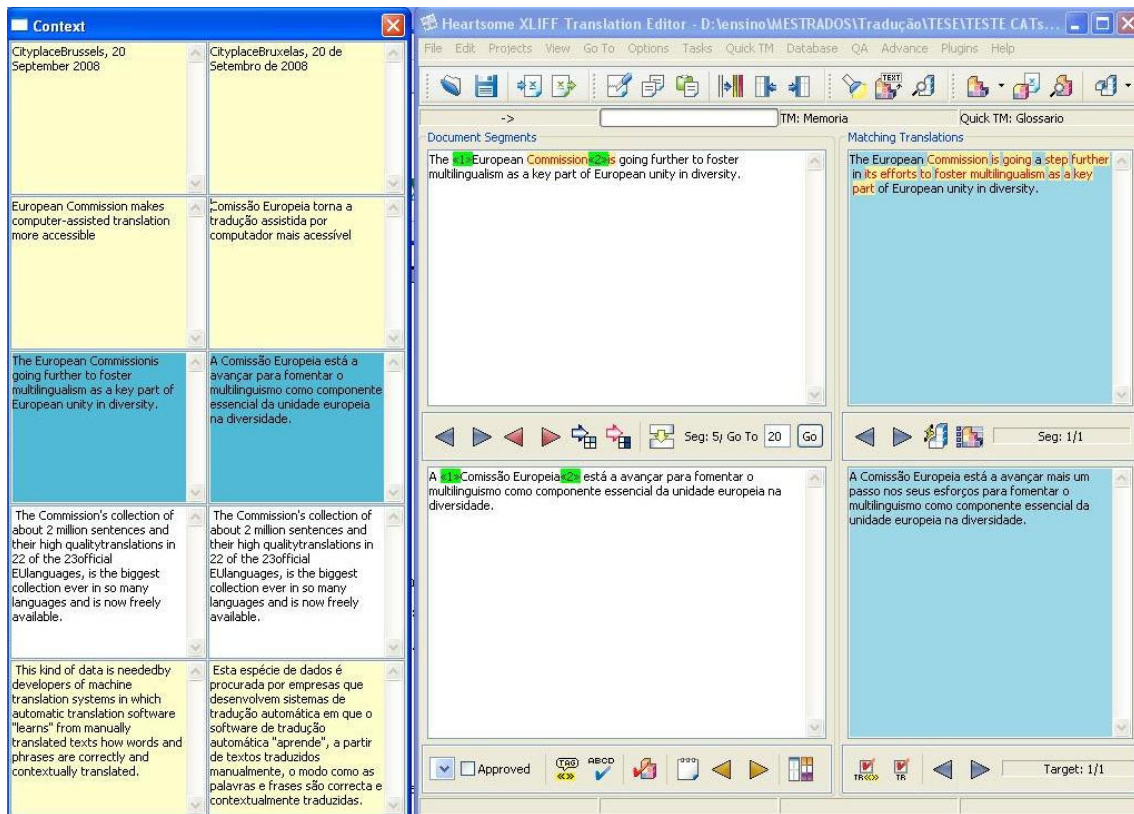 Context
CityplaceBrussels, 20
September 2008
CityplaceBruxelas, 20 de
Setembro de 2008
European Commission makes
computer-assisted translation
more accessible
Comissão Europeia torna a
tradução assistida por
computador mais acessível
The European Commissionis
going further to foster
multilingualism as a key part of
European unity in diversity.
A Comissão Europeia está a
avançar para fomentar o
multilinguismo como componente
essencial da unidade europeia
na diversidade.
The Commission's collection of
about 2 million sentences and
their high qualitytranslations in
22 of the 23official
EUlanguages, is the biggest
collection ever in so many
languages and is now freely
available.
The Commission's collection of
about 2 million sentences and
their high qualitytranslations in
22 of the 23official
EUlanguages, is the biggest
collection ever in so many
languages and is now freely
available.
This kind of data is neededby
developers of machine
translation systems in which
automatic translation software
"learns" from manually
translated texts how words and
phrases are correctly and
contextually translated.
Esta espécie de dados é
procurada por empresas que
desenvolvem sistemas de
tradução automática em que o
software de tradução
automática "aprende", a partir
de textos traduzidos
manualmente, o modo como as
palavras e frases são correcta e
contextualmente traduzidas.
Heartsome XLIFF Translation Editor - D:\ensino\MESTRADOS\Tradução\TESE\TESTE CATs...
File Edit Projects View Go To Options Tasks Quick TM Database QA Advance Plugins Help
TEXT
-> TM: Memoria Quick TM: Glossario
Document Segments
The «1»European Commission«2»is going further to foster
multilingualism as a key part of European unity in diversity.
Matching Translations
The European Commission is going a step further
in its efforts to foster multilingualism as a key
part of European unity in diversity.
Seg: 5/ Go To 20 Go
Seg: 1/1
A «1»Comissão Europeia«2» está a avançar para fomentar o
multilinguismo como componente essencial da unidade europeia na
diversidade.
A Comissão Europeia está a avançar mais um
passo nos seus esforços para fomentar o
multilinguismo como componente essencial da
unidade europeia na diversidade.
Approved TAG ABCD
TR«» TR Target: 1/1